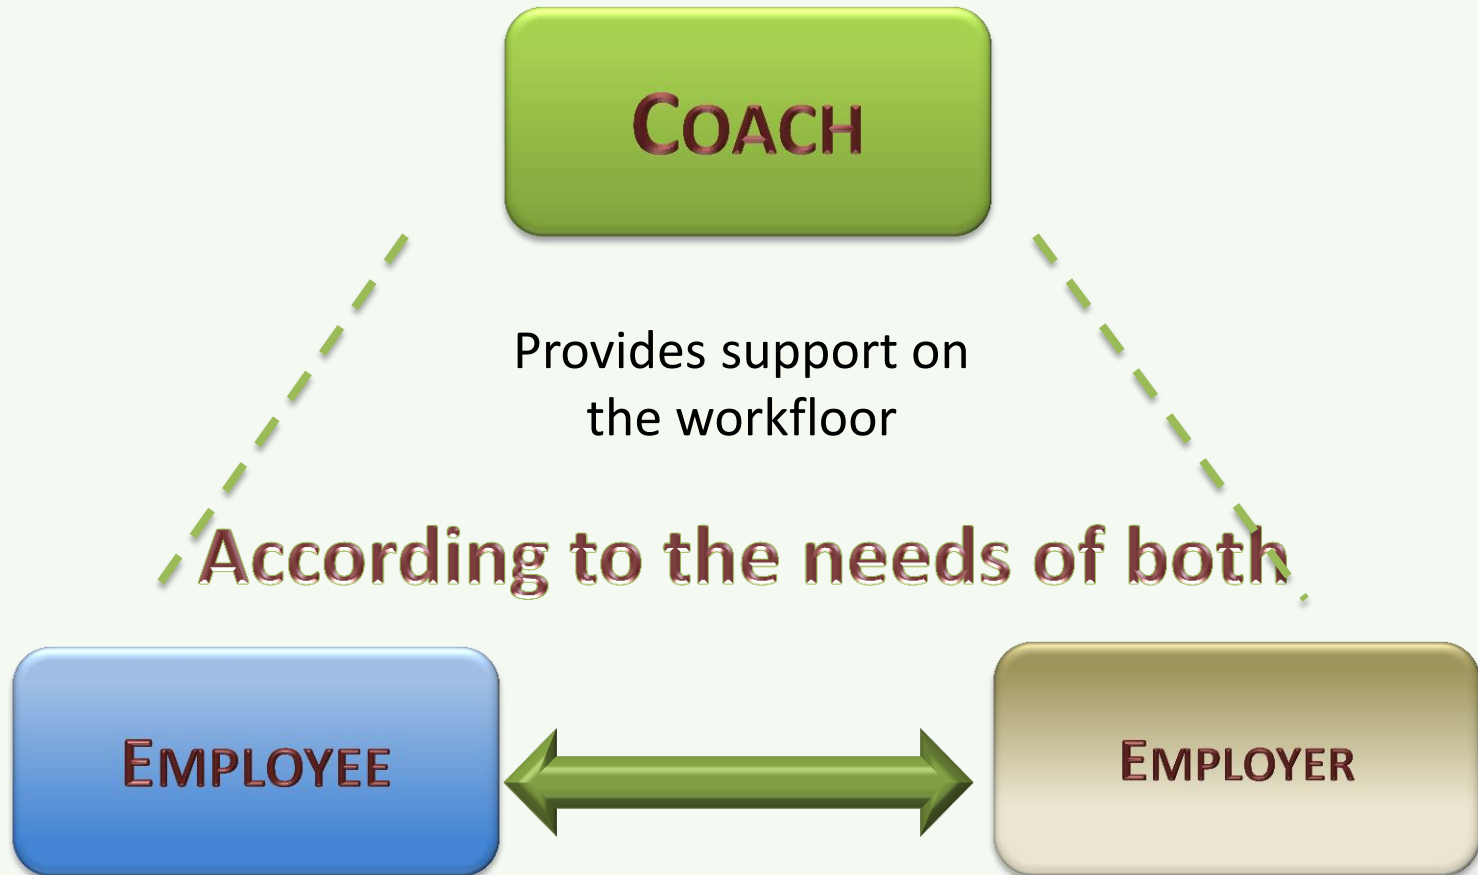 COACH
Provides support on
the workfloor
According to the needs of both
EMPLOYEE
EMPLOYER